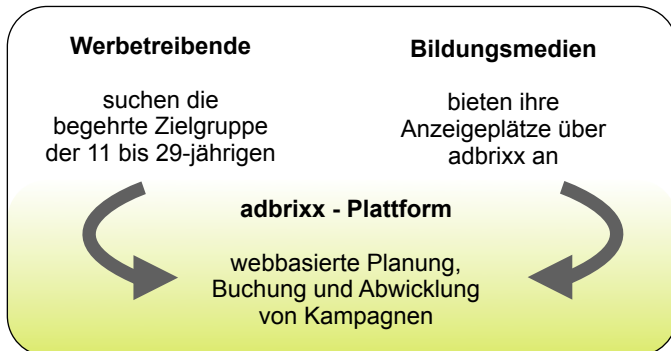 Werbetreibende
suchen die
begehrte Zielgruppe
der 11 bis 29-jährigen
Bildungsmedien
bieten ihre
Anzeigeplätze über
adbrixx an
adbrixx - Plattform
webbasierte Planung,
Buchung und Abwicklung
von Kampagnen